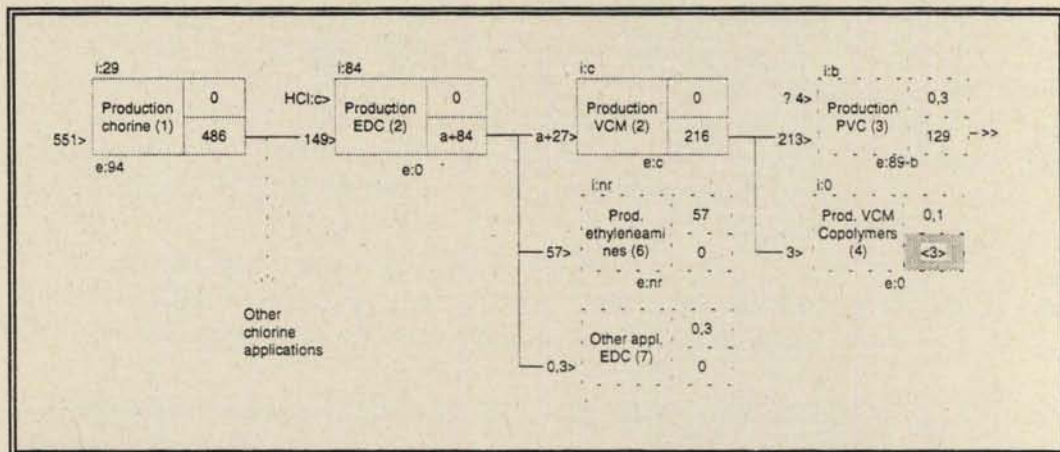 i:29
Production
chorine (1)
0
551>
486
e:94
i:84
HCl:c>
Production
EDC (2)
0
149>
a+84
e:0
i:c
Production
VCM (2)
0
a+27>
216
e:c
i:b
? 4>
Production
PVC (3)
0,3
213>
129
->>
e:89-b
i:nr
Prod.
ethyleneami
nes (6)
57
57>
0
e:nr
i:0
Prod. VCM
Copolymers
(4)
0,1
3>
<3>
e:0
Other
chlorine
applications
Other appl.
EDC (7)
0,3
0,3>
0